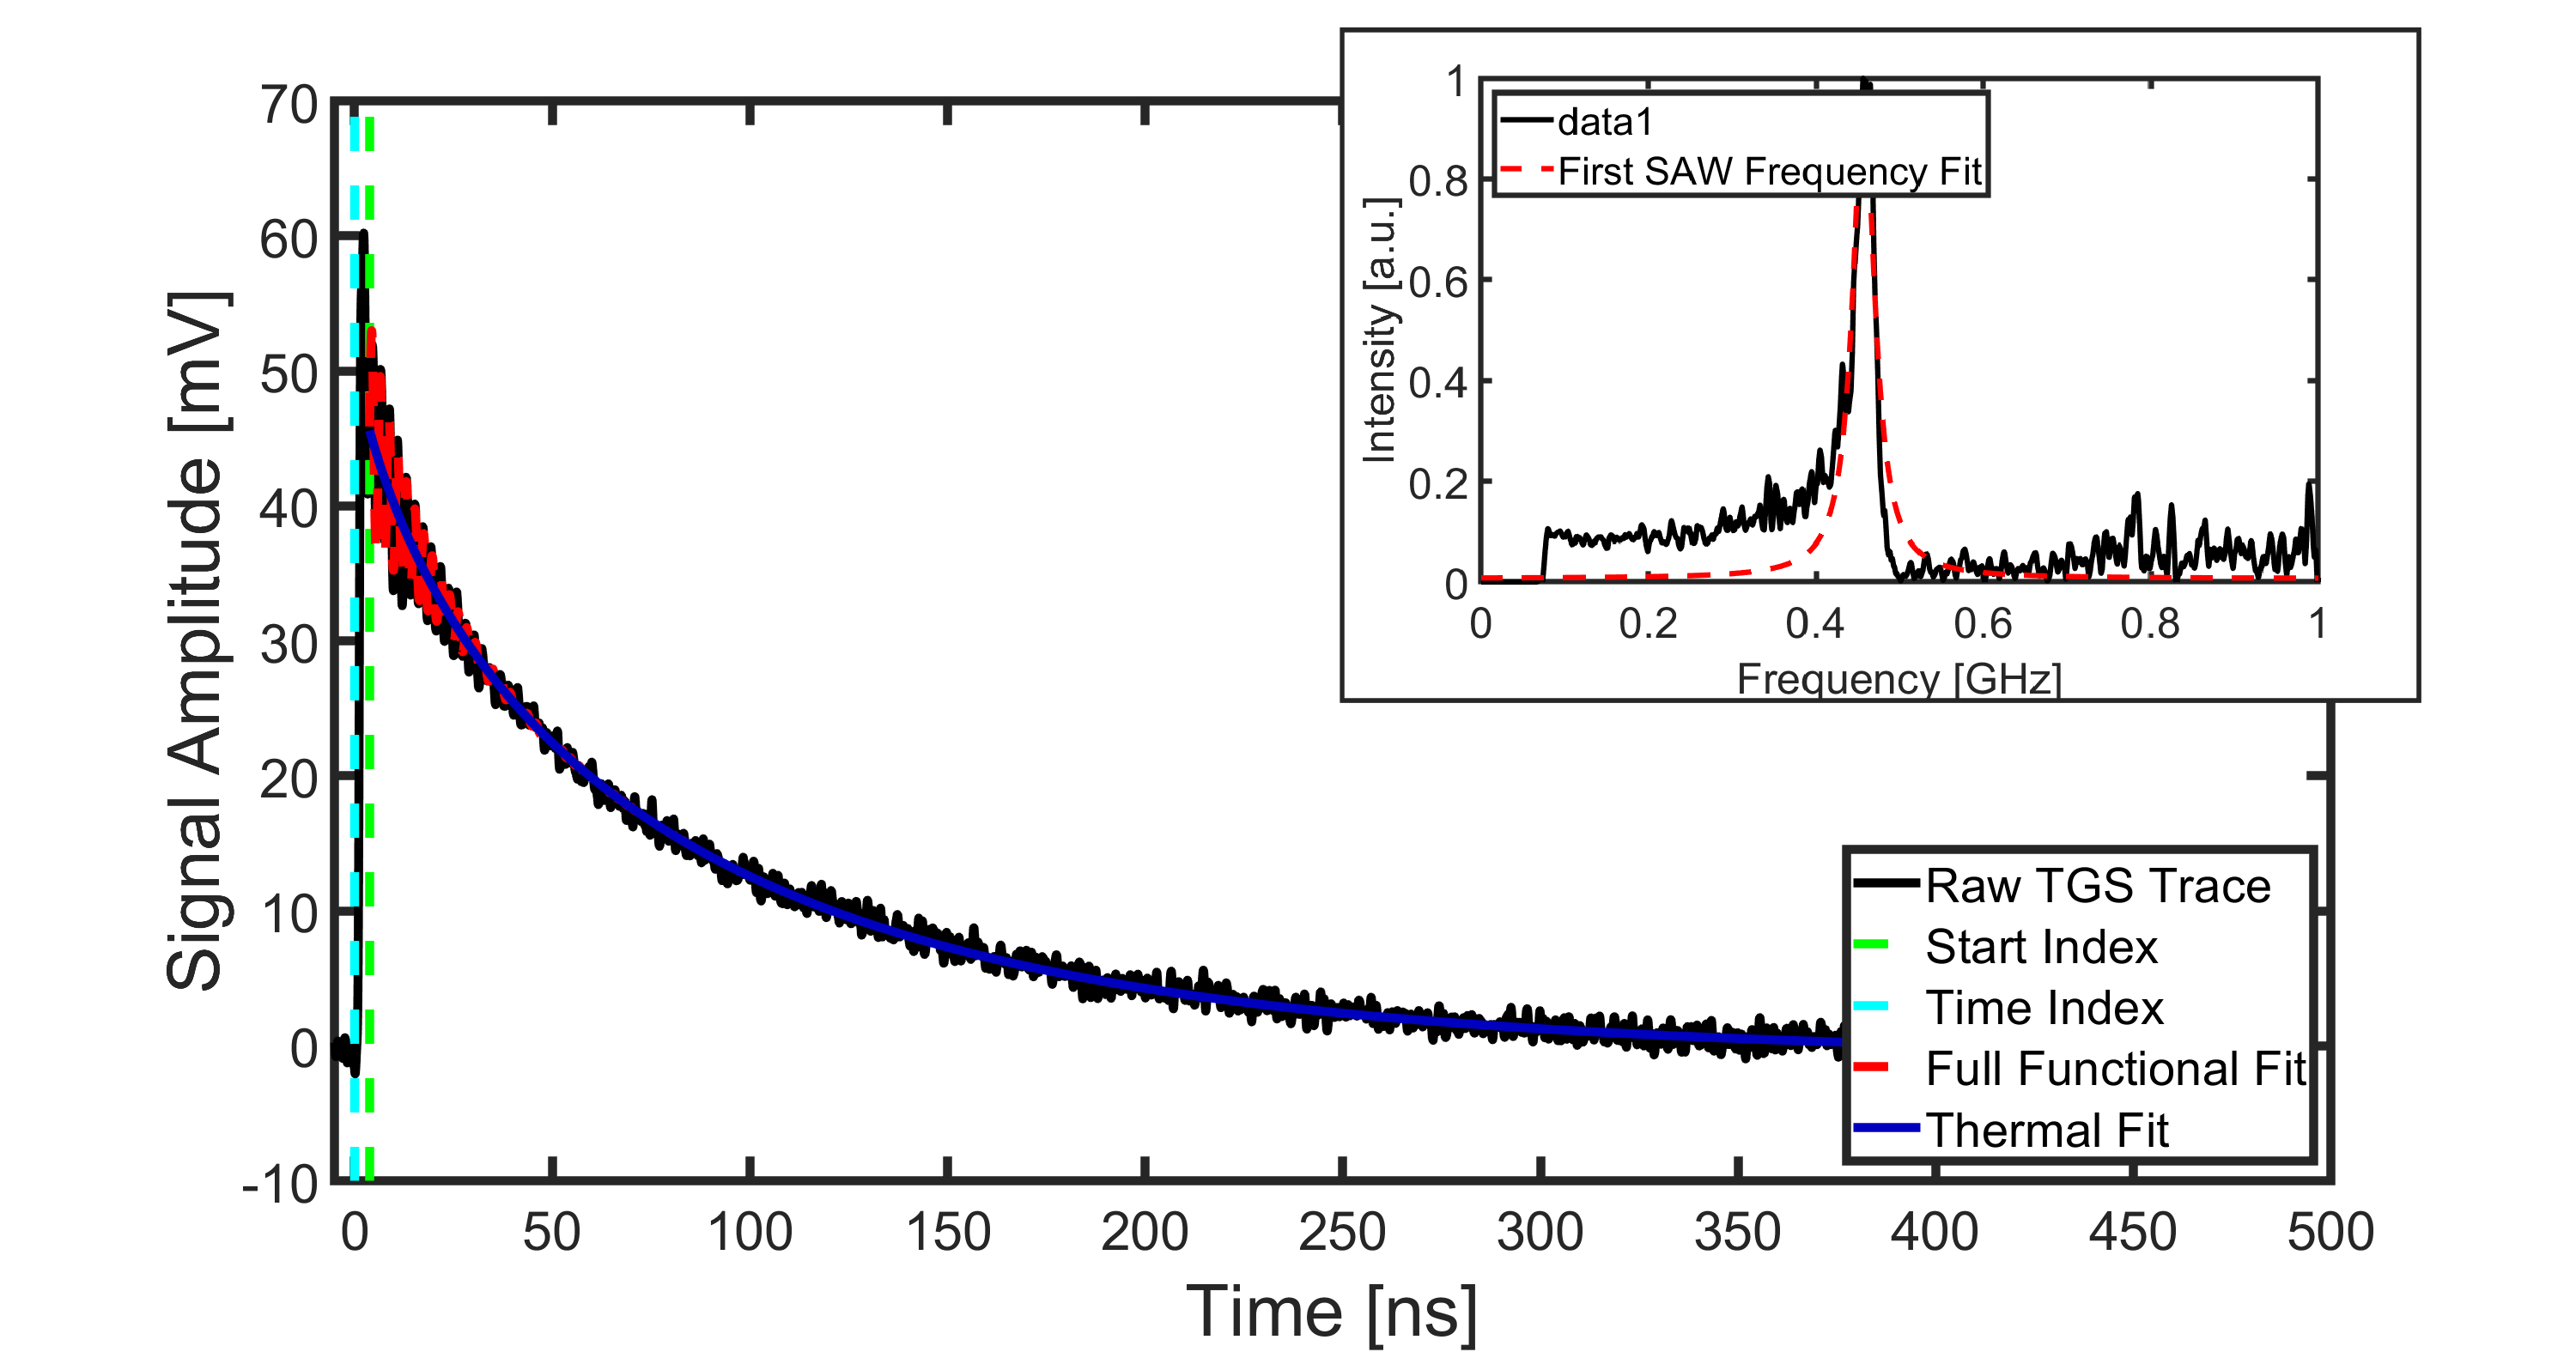 70
60
50
40
30
20
10
0
-10
Signal Amplitude [mV]
0 50 100 150 200 250 300 350 400 450 500
Time [ns]
1
0.8
0.6
0.4
0.2
0
Intensity [a.u.]
data1
First SAW Frequency Fit
0 0.2 0.4 0.6 0.8 1
Frequency [GHz]
Raw TGS Trace
Start Index
Time Index
Full Functional Fit
Thermal Fit